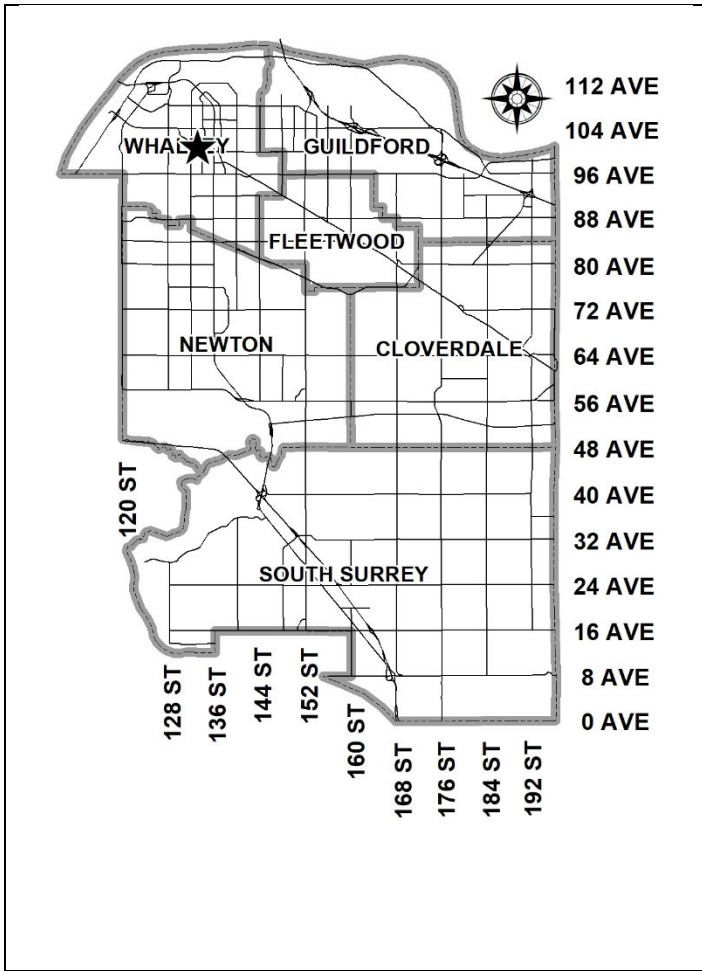 112 AVE
104 AVE
WHALLEY
GUILDFORD
96 AVE
88 AVE
FLEETWOOD
80 AVE
72 AVE
NEWTON
CLOVERDALE
64 AVE
56 AVE
48 AVE
120 ST
40 AVE
32 AVE
SOUTH SURREY
24 AVE
16 AVE
8 AVE
128 ST
136 ST
144 ST
152 ST
160 ST
0 AVE
168 ST
176 ST
184 ST
192 ST